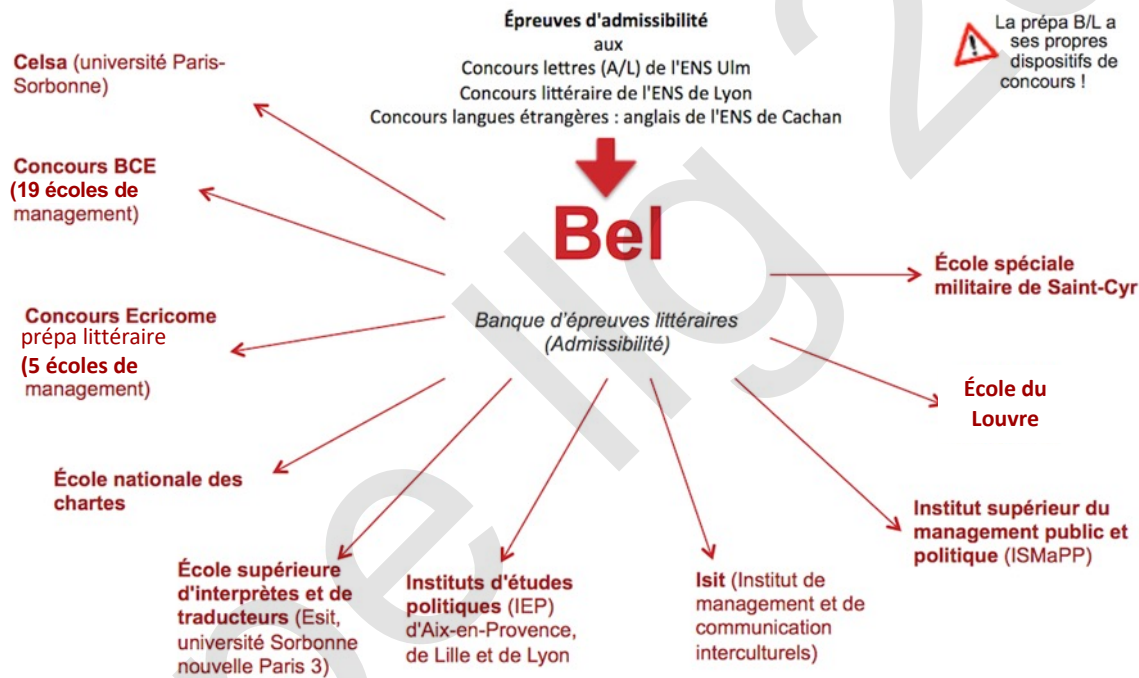 Épreuves d'admissibilité
aux
Concours lettres (A/L) de l'ENS Ulm
Concours littéraire de l'ENS de Lyon
Concours langues étrangères : anglais de l'ENS de Cachan
La prépa B/L a
ses propres
dispositifs de
concours !
Celsa (université Paris-
Sorbonne)
Concours BCE
(19 écoles de
management)
Concours Ecricome
prépa littéraire
(5 écoles de
management)
École nationale des
chartes
Bel
Banque d'épreuves littéraires
(Admissibilité)
École spéciale
militaire de Saint-Cyr
École du
Louvre
Institut supérieur du
management public et
politique (ISMaPP)
École supérieure
d'interprètes et de
traducteurs (Esit,
université Sorbonne
nouvelle Paris 3)
Instituts d'études
politiques (IEP)
d'Aix-en-Provence,
de Lille et de Lyon
Isit (Institut de
management et de
communication
interculturels)